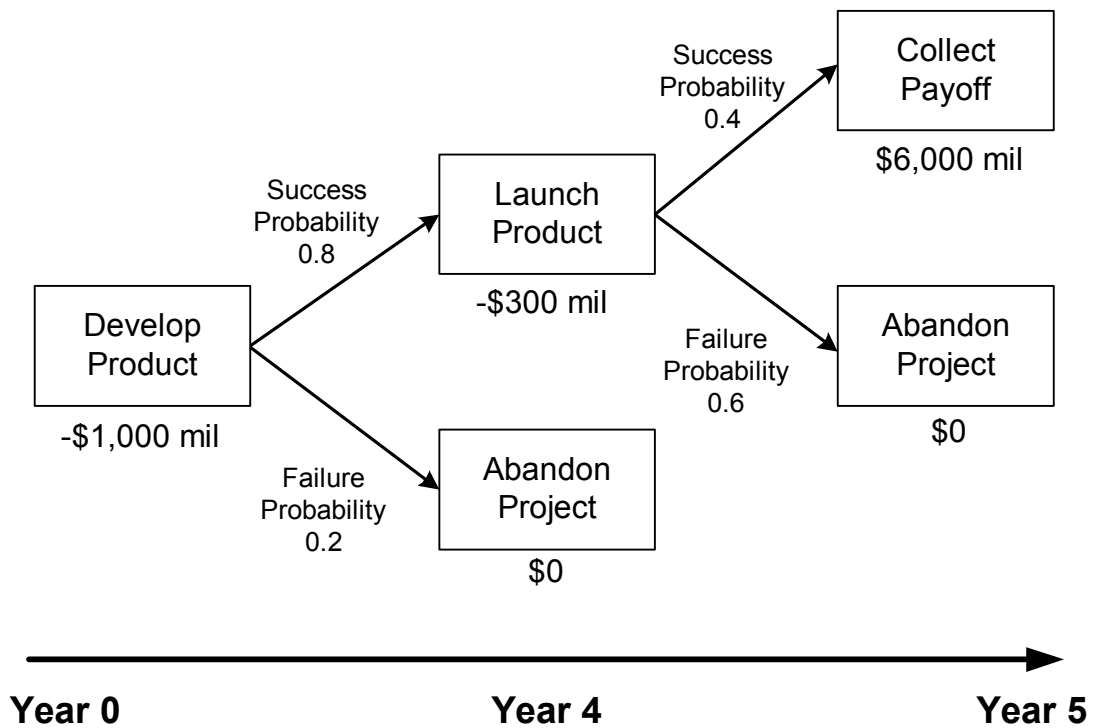 Collect
Payoff
$6,000 mil
Success
Probability
0.4
Launch
Product
-$300 mil
Success
Probability
0.8
Develop
Product
-$1,000 mil
Failure
Probability
0.6
Abandon
Project
$0
Failure
Probability
0.2
Abandon
Project
$0
Year 0
Year 4
Year 5